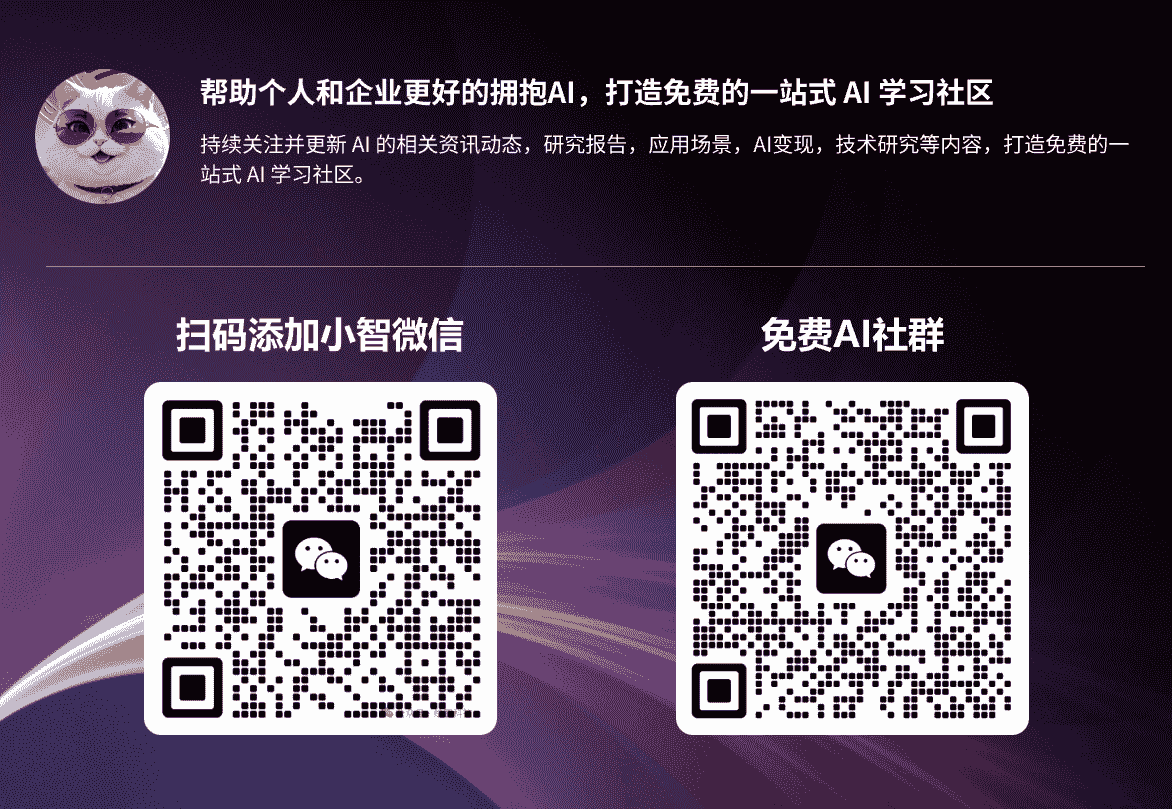 帮助个人和企业更好的拥抱AI，打造免费的一站式 AI 学习社区
持续关注并更新 AI 的相关资讯动态，研究报告，应用场景，AI变现，技术研究等内容，打造免费的一
站式 AI 学习社区。
扫码添加小智微信
免费AI社群